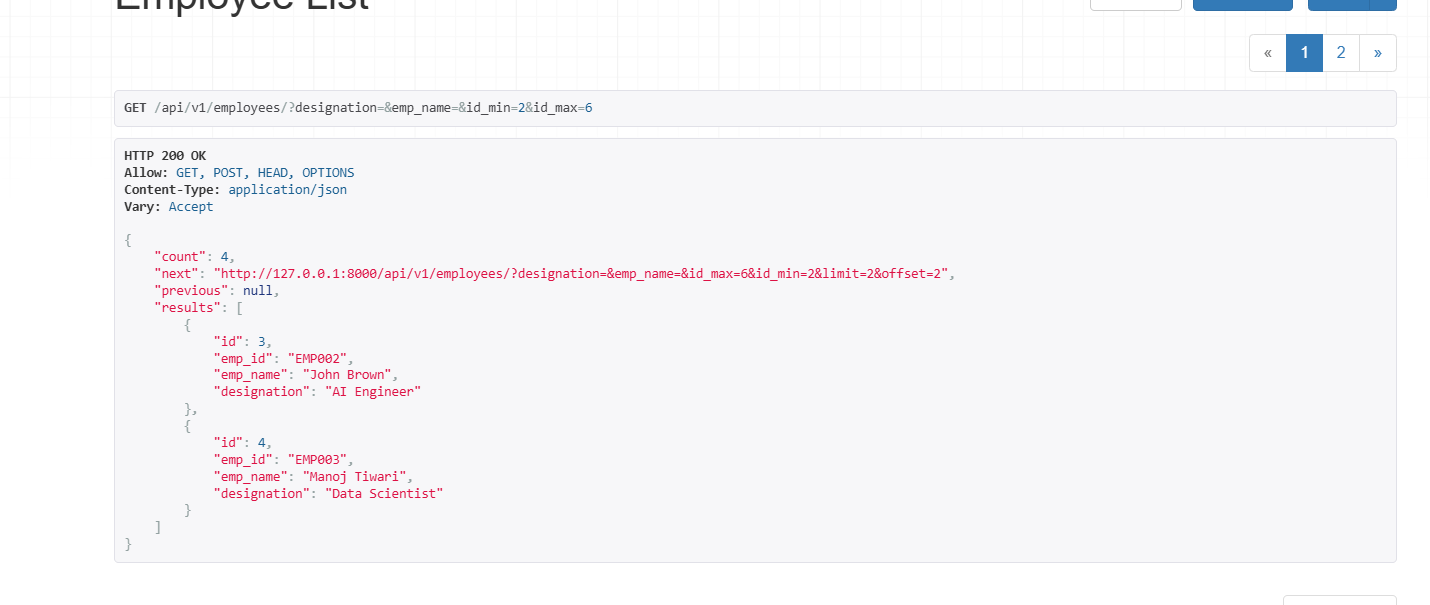 Employee List
« 1 2 »
GET /api/v1/employees/?designation=&emp_name=&id_min=2&id_max=6
HTTP 200 OK
Allow: GET, POST, HEAD, OPTIONS
Content-Type: application/json
Vary: Accept
{
"count": 4,
"next": "http://127.0.0.1:8000/api/v1/employees/?designation=&emp_name=&id_max=6&id_min=2&limit=2&offset=2",
"previous": null,
"results": [
{
"id": 3,
"emp_id": "EMP002",
"emp_name": "John Brown",
"designation": "AI Engineer"
},
{
"id": 4,
"emp_id": "EMP003",
"emp_name": "Manoj Tiwari",
"designation": "Data Scientist"
}
]
}